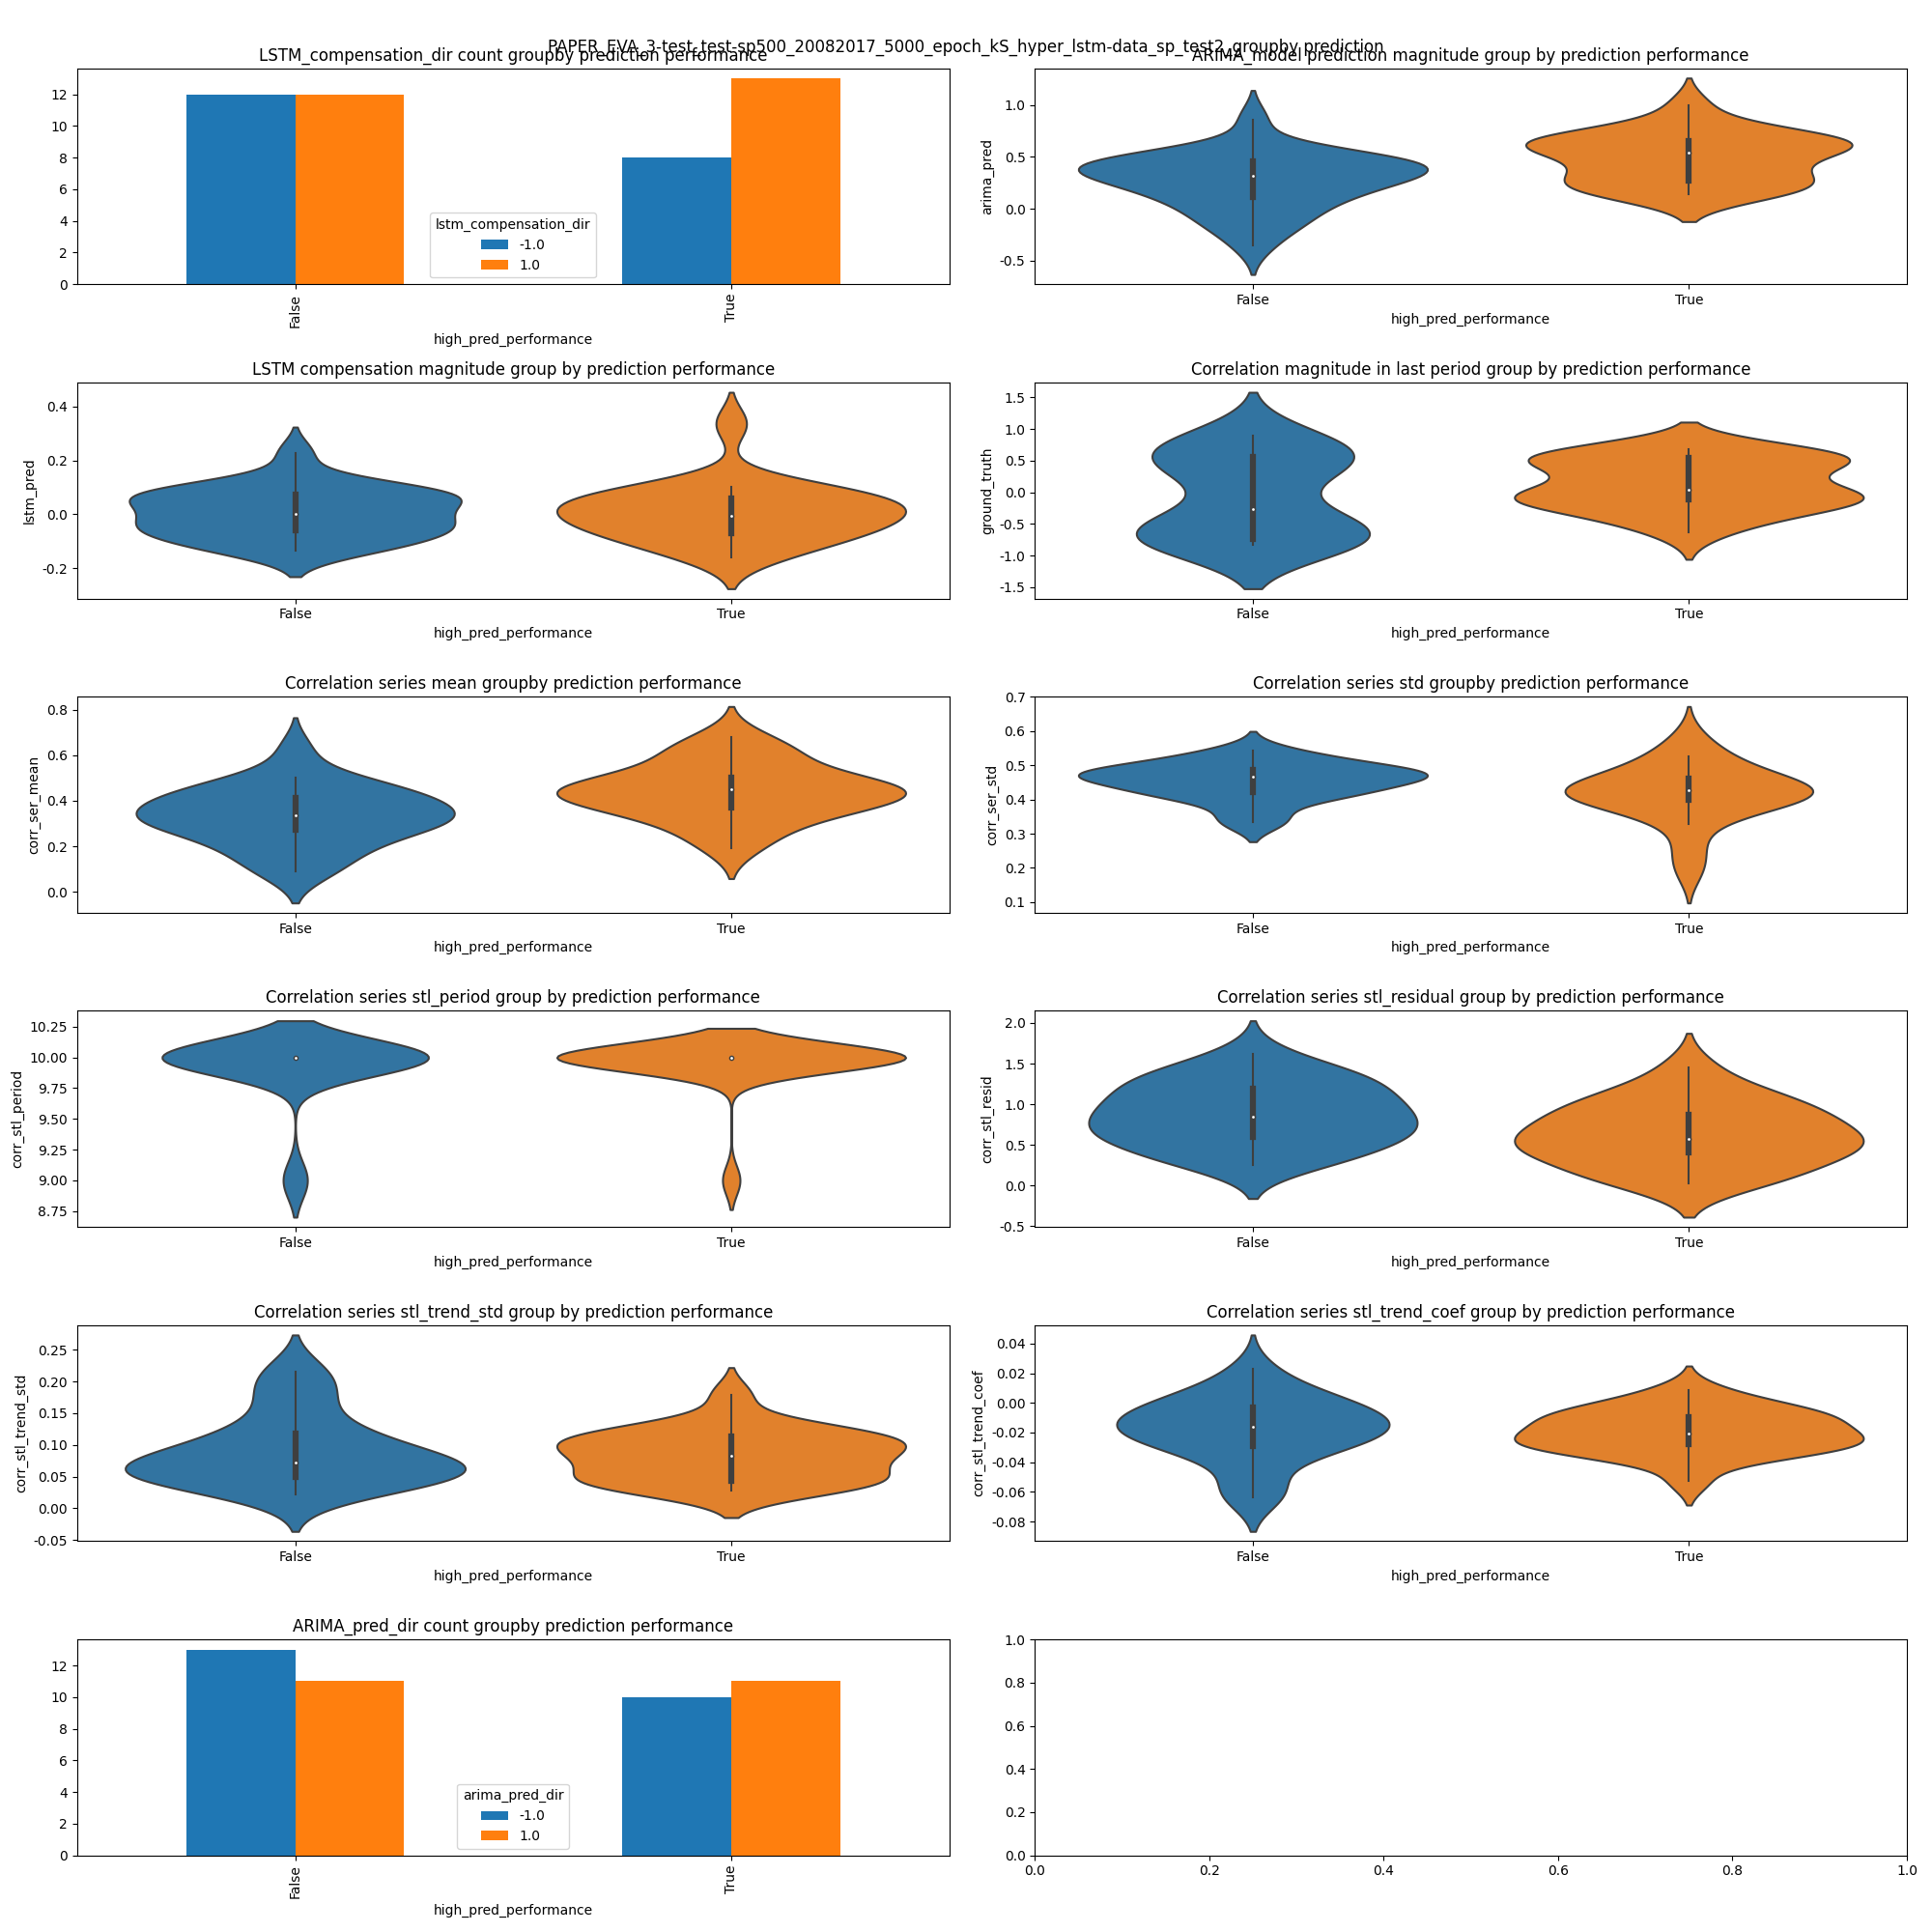 PAPER_EVA_3-test_test-sp500_20082017_5000_epoch_kS_hyper_lstm-data_sp_test2_groupby prediction
LSTM_compensation_dir count groupby prediction performance
12
10
8
6
4
2
0
lstm_compensation_dir
-1.0
1.0
False
True
high_pred_performance
ARIMA_model prediction magnitude group by prediction performance
arima_pred
1.0
0.5
0.0
-0.5
False
True
high_pred_performance
LSTM compensation magnitude group by prediction performance
lstm_pred
0.4
0.2
0.0
-0.2
False
True
high_pred_performance
Correlation magnitude in last period group by prediction performance
ground_truth
1.5
1.0
0.5
0.0
-0.5
-1.0
-1.5
False
True
high_pred_performance
Correlation series mean groupby prediction performance
corr_ser_mean
0.8
0.6
0.4
0.2
0.0
False
True
high_pred_performance
Correlation series std groupby prediction performance
corr_ser_std
0.7
0.6
0.5
0.4
0.3
0.2
0.1
False
True
high_pred_performance
Correlation series stl_period group by prediction performance
corr_stl_period
10.25
10.00
9.75
9.50
9.25
9.00
8.75
False
True
high_pred_performance
Correlation series stl_residual group by prediction performance
corr_stl_resid
2.0
1.5
1.0
0.5
0.0
-0.5
False
True
high_pred_performance
Correlation series stl_trend_std group by prediction performance
corr_stl_trend_std
0.25
0.20
0.15
0.10
0.05
0.00
-0.05
False
True
high_pred_performance
Correlation series stl_trend_coef group by prediction performance
corr_stl_trend_coef
0.04
0.02
0.00
-0.02
-0.04
-0.06
-0.08
False
True
high_pred_performance
ARIMA_pred_dir count groupby prediction performance
12
10
8
6
4
2
0
arima_pred_dir
-1.0
1.0
False
True
high_pred_performance
1.0
0.8
0.6
0.4
0.2
0.0
0.0
0.2
0.4
0.6
0.8
1.0